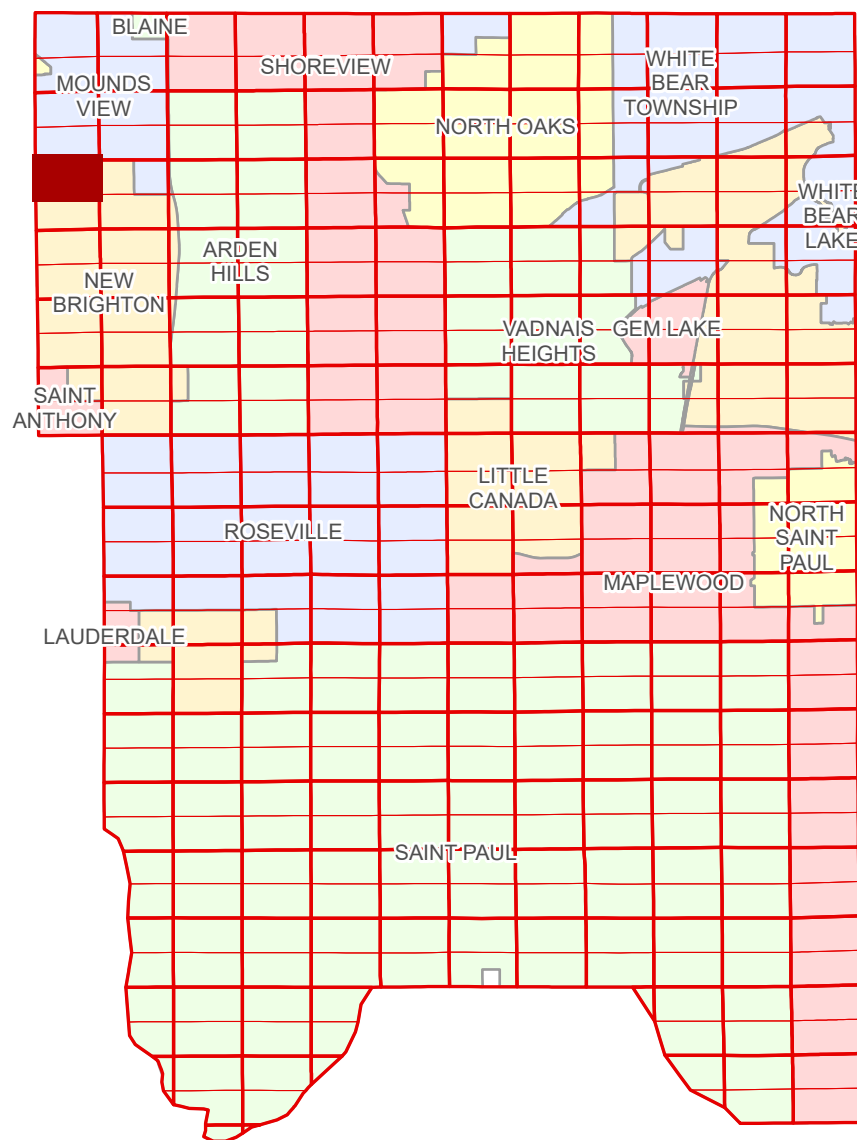 BLAINE
SHOREVIEW
MOUNDS
VIEW
WHITE
BEAR
TOWNSHIP
NORTH OAKS
WHITE
BEAR
LAKE
ARDEN
HILLS
NEW
BRIGHTON
VADNAIS
HEIGHTS
GEM LAKE
SAINT
ANTHONY
LITTLE
CANADA
ROSEVILLE
NORTH
SAINT
PAUL
MAPLEWOOD
LAUDERDALE
SAINT PAUL